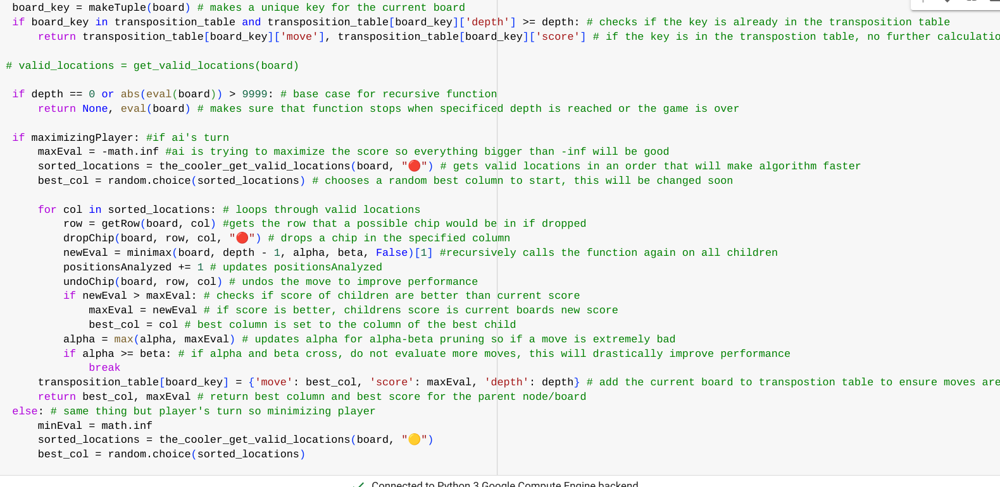 board_key = makeTuple(board) # makes a unique key for the current board
if board_key in transposition_table and transposition_table[board_key]['depth'] >= depth: # checks if the key is already in the transposition table
return transposition_table[board_key]['move'], transposition_table[board_key]['score'] # if the key is in the transpostion table, no further calculatio
# valid_locations = get_valid_locations(board)
if depth == 0 or abs(eval(board)) > 9999: # base case for recursive function
return None, eval(board) # makes sure that function stops when specificed depth is reached or the game is over
if maximizingPlayer: #if ai's turn
maxEval = -math.inf #ai is trying to maximize the score so everything bigger than -inf will be good
sorted_locations = the_cooler_get_valid_locations(board, "🔴") # gets valid locations in an order that will make algorithm faster
best_col = random.choice(sorted_locations) # chooses a random best column to start, this will be changed soon
for col in sorted_locations: # loops through valid locations
row = getRow(board, col) #gets the row that a possible chip would be in if dropped
dropChip(board, row, col, "🔴") # drops a chip in the specified column
newEval = minimax(board, depth - 1, alpha, beta, False)[1] #recursively calls the function again on all children
positionsAnalyzed += 1 # updates positionsAnalyzed
undoChip(board, row, col) # undos the move to improve performance
if newEval > maxEval: # checks if score of children are better than current score
maxEval = newEval # if score is better, childrens score is current boards new score
best_col = col # best column is set to the column of the best child
alpha = max(alpha, maxEval) # updates alpha for alpha-beta pruning so if a move is extremely bad
if alpha >= beta: # if alpha and beta cross, do not evaluate more moves, this will drastically improve performance
break
transposition_table[board_key] = {'move': best_col, 'score': maxEval, 'depth': depth} # add the current board to transpostion table to ensure moves are
return best_col, maxEval # return best column and best score for the parent node/board
else: # same thing but player's turn so minimizing player
minEval = math.inf
sorted_locations = the_cooler_get_valid_locations(board, "🟡")
best_col = random.choice(sorted_locations)
Connected to Python 3 Google Compute Engine backend